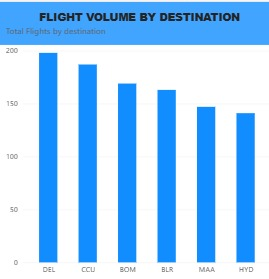 FLIGHT VOLUME BY DESTINATION
Total Flights by destination
200
150
100
50
0
DEL CCU BOM BLR MAA HYD